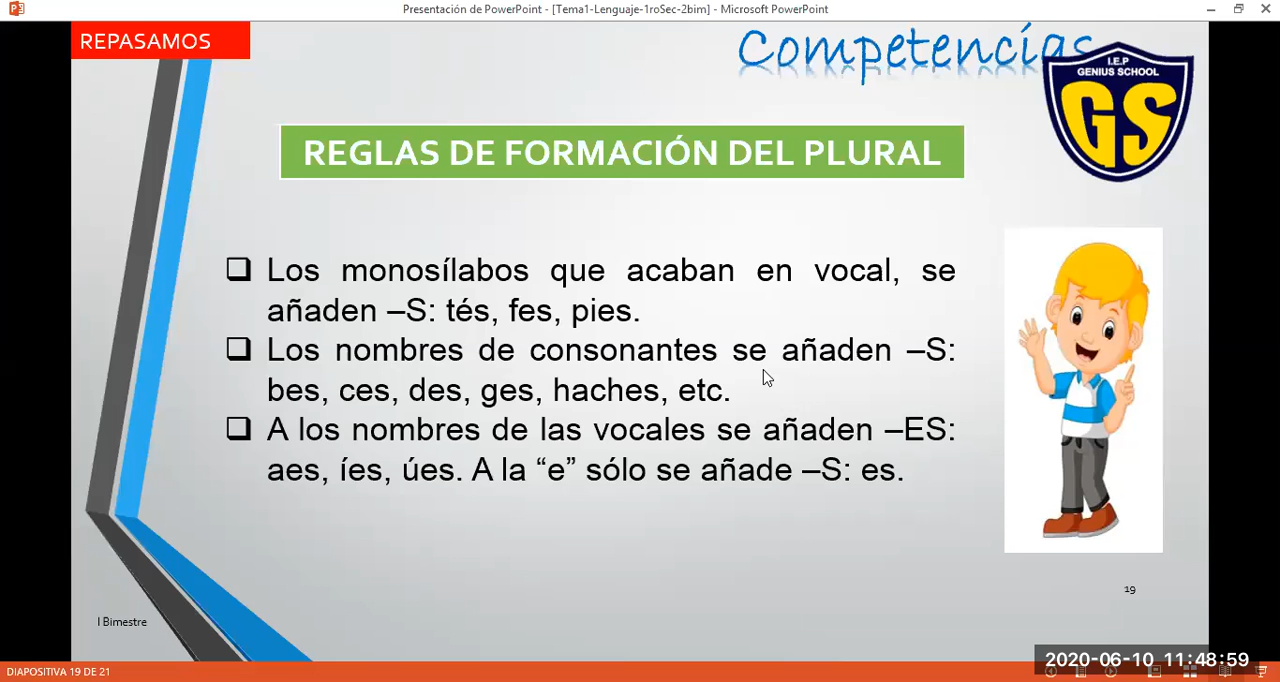 Presentación de PowerPoint - [Tema1-Lenguaje-1roSec-2bim] - Microsoft PowerPoint
REPASAMOS
Competencias
I.E.P
GENIUS SCHOOL
GS
REGLAS DE FORMACIÓN DEL PLURAL
Los monosílabos que acaban en vocal, se
añaden –S: tés, fes, pies.
Los nombres de consonantes se añaden –S:
bes, ces, des, ges, haches, etc.
A los nombres de las vocales se añaden –ES:
aes, íes, úes. A la “e” sólo se añade –S: es.
19
I Bimestre
DIAPOSITIVA 19 DE 21
2020-06-10 11:48:59